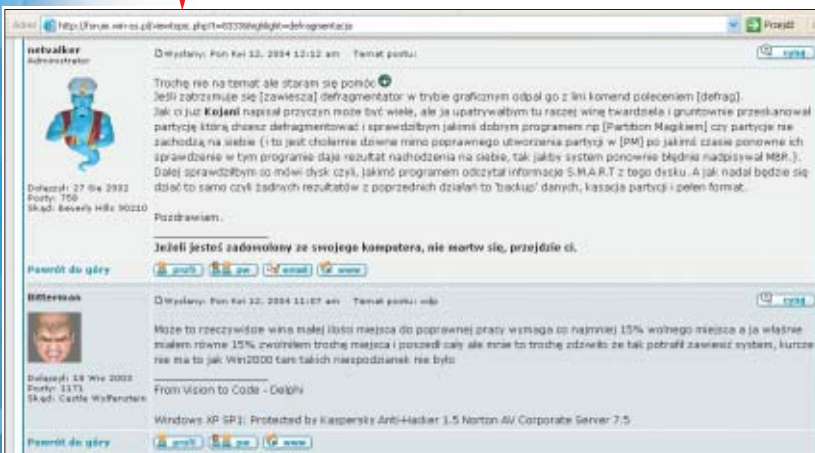 Adres http://forum.win-os.pl/viewtopic.php?t=8333&highlight=defragmentacja Przejdź
netvalker
Administrator
Wysłany: Pon Kwi 12, 2004 12:12 am Temat postu:
cytuj
Trochę nie na temat ale staram się pomóc
Jeśli zatrzymuje się [zawiesza] defragmentator w trybie graficznym odpal go z lini komend poleceniem [defrag].
Jak ci już Kojani napisał przyczyn może być wiele, ale ja upatrywałbym tu raczej winę twardziela i gruntownie przeskanował
partycję którą chcesz defragmentować i sprawdziłbym jakimś dobrym programem np [Partition Magikiem] czy partycje nie
zachodzą na siebie (i to jest cholernie dziwne mimo poprawnego utworzenia partycji w [PM] po jakimś czasie ponowne ich
sprawdzenie w tym programie daje rezultat nachodzenia na siebie, tak jakby system ponownie błędnie nadpisywał MBR.).
Dalej sprawdziłbym co mówi dysk czyli, jakimś programem odczytał informacje S.M.A.R.T z tego dysku. A jak nadal będzie się
dziać to samo czyli żadnych rezultatów z poprzednich działań to 'backup' danych, kasacja partycji i pełen format.
Pozdrawiam.
Dołączył: 27 Sie 2002
Posty: 758
Skąd: Beverly Hills 90210
Jeżeli jesteś zadowolony ze swojego komputera, nie martw się, przejdzie ci.
Powrót do góry
profil pw email www
Bitterman
Wysłany: Pon Kwi 12, 2004 11:07 am Temat postu: odp
cytuj
Może to rzeczywiście wina małej ilości miejsca do poprawnej pracy wymaga co najmniej 15% wolnego miejsca a ja właśnie
miałem równe 15% zwolniłem trochę miejsca i poszedł cały ale mnie to trochę zdziwiło że tak potrafił zawiesić system, kurcze
nie ma to jak Win2000 tam takich niespodzianek nie było
Dołączył: 18 Wrz 2003
Posty: 1171
Skąd: Castle Wolfenstein
From Vision to Code - Delphi
Windows XP SP1: Protected by Kaspersky Anti-Hacker 1.5 Norton AV Corporate Server 7.5
Powrót do góry
profil pw www